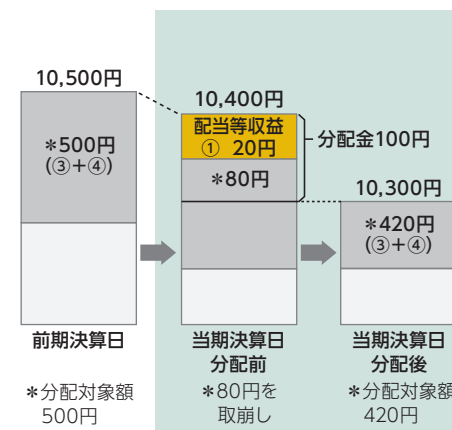 10,500円
＊500円
(③＋④)
前期決算日
＊分配対象額
500円
10,400円
配当等収益
① 20円
＊80円
分配金100円
当期決算日
分配前
＊80円を
取崩し
10,300円
＊420円
(③＋④)
当期決算日
分配後
＊分配対象額
420円